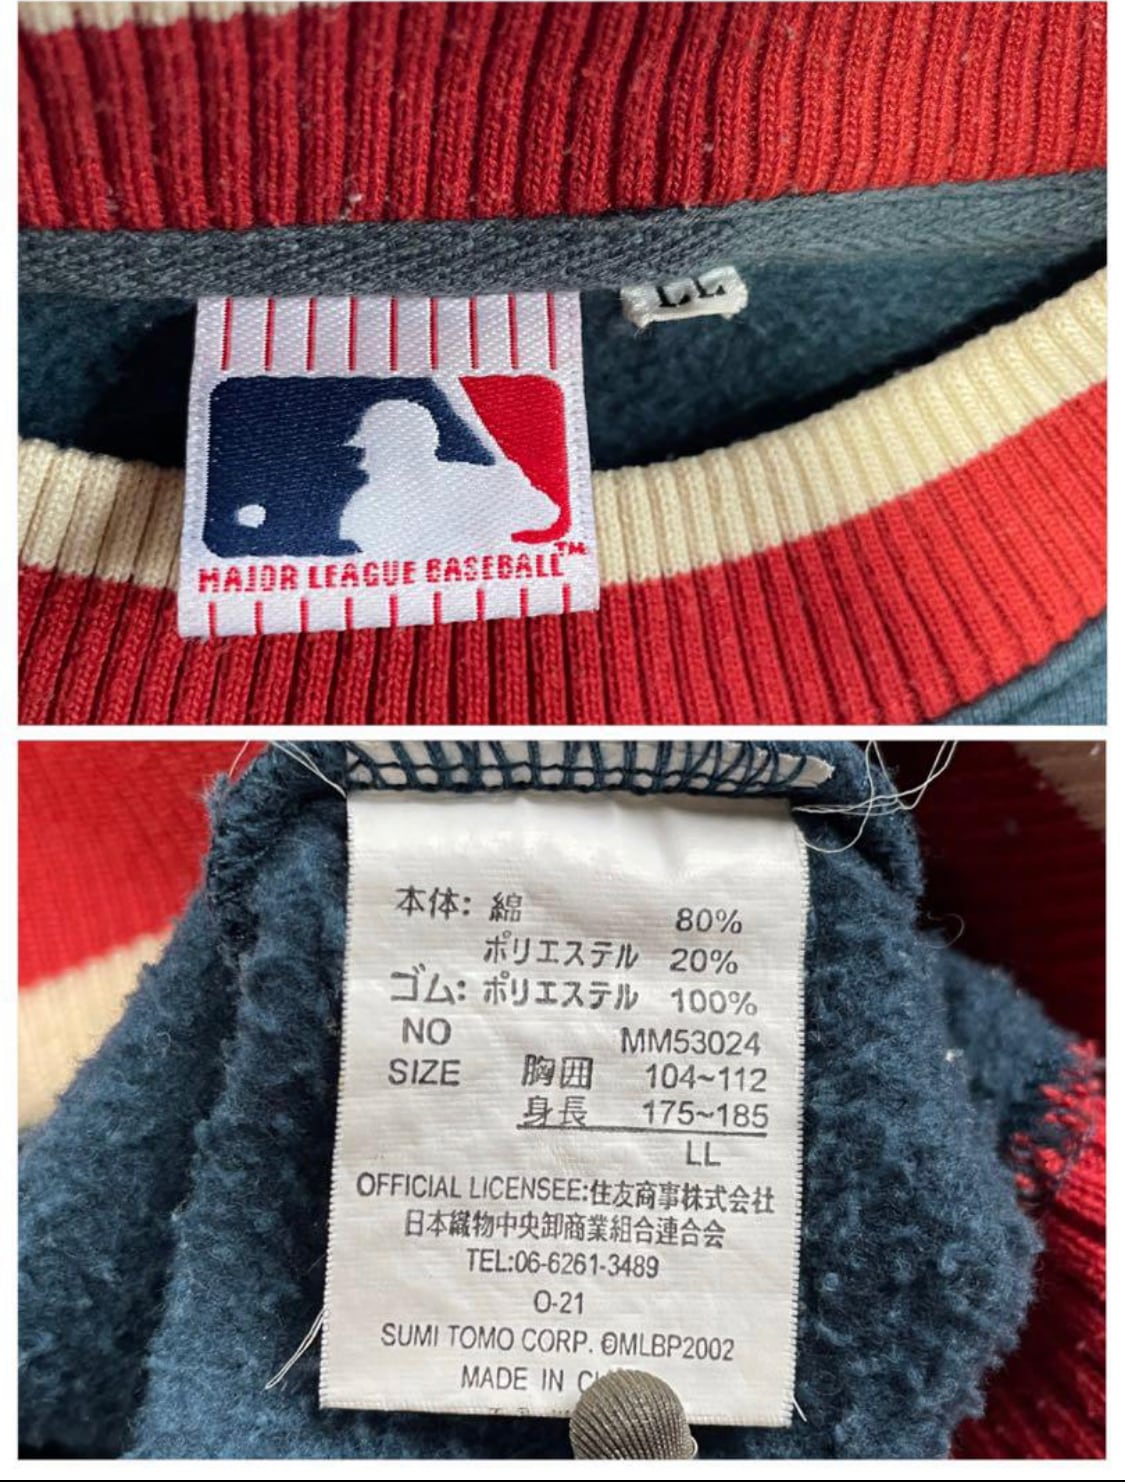 LL
MAJOR LEAGUE BASEBALL™
本体: 綿 80%
ポリエステル 20%
ゴム: ポリエステル 100%
NO MM53024
SIZE 胸囲 104~112
身長 175~185
LL
OFFICIAL LICENSEE:住友商事株式会社
日本織物中央卸商業組合連合会
TEL:06-6261-3489
O-21
SUMI TOMO CORP. ©MLBP2002
MADE IN